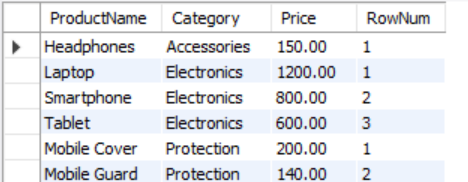 ProductName Category Price RowNum
Headphones Accessories 150.00 1
Laptop Electronics 1200.00 1
Smartphone Electronics 800.00 2
Tablet Electronics 600.00 3
Mobile Cover Protection 200.00 1
Mobile Guard Protection 140.00 2